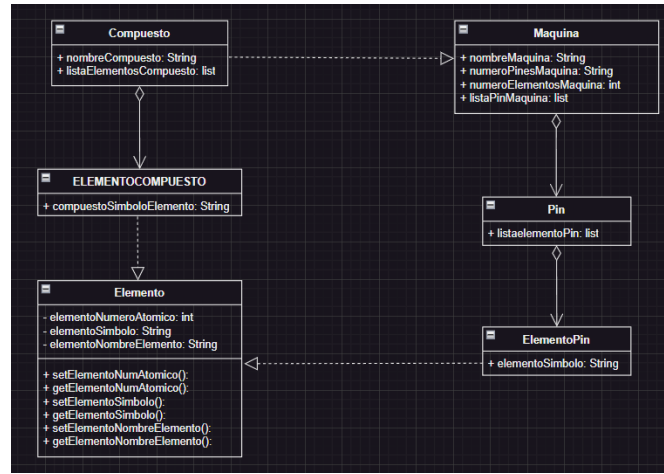 Compuesto
+ nombreCompuesto: String
+ listaElementosCompuesto: list
Maquina
+ nombreMaquina: String
+ numeroPinesMaquina: String
+ numeroElementosMaquina: int
+ listaPinMaquina: list
ELEMENTOCOMPUESTO
+ compuestoSimboloElemento: String
Pin
+ listaelementoPin: list
Elemento
- elementoNumeroAtomico: int
- elementoSimbolo: String
- elementoNombreElemento: String
+ setElementoNumAtomico():
+ getElementoNumAtomico():
+ setElementoSimbolo():
+ getElementoSimbolo():
+ setElementoNombreElemento():
+ getElementoNombreElemento():
ElementoPin
+ elementoSimbolo: String